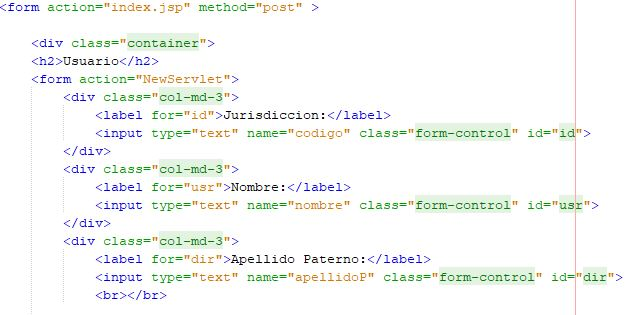 <form action="index.jsp" method="post" >
<div class="container">
<h2>Usuario</h2>
<form action="NewServlet">
<div class="col-md-3">
<label for="id">Jurisdiccion:</label>
<input type="text" name="codigo" class="form-control" id="id">
</div>
<div class="col-md-3">
<label for="usr">Nombre:</label>
<input type="text" name="nombre" class="form-control" id="usr">
</div>
<div class="col-md-3">
<label for="dir">Apellido Paterno:</label>
<input type="text" name="apellidoP" class="form-control" id="dir">
<br></br>